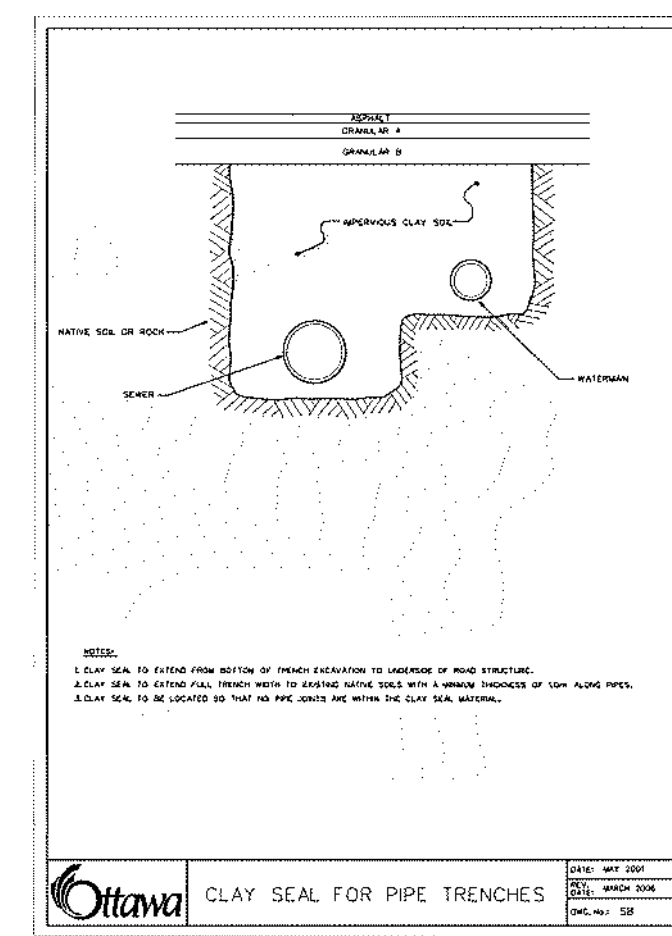 ASPHALT
GRANULAR A
GRANULAR B
IMPERVIOUS CLAY SOIL
NATIVE SOIL OR ROCK
SEWER
WATERMAIN
NOTES:
1. CLAY SEAL TO EXTEND FROM BOTTOM OF TRENCH EXCAVATION TO UNDERSIDE OF ROAD STRUCTURE.
2. CLAY SEAL TO EXTEND FULL TRENCH WIDTH TO EXISTING NATIVE SOILS WITH A MINIMUM THICKNESS OF 1.0m ALONG PIPES.
3. CLAY SEAL TO BE LOCATED SO THAT NO PIPE JOINTS ARE WITHIN THE CLAY SEAL MATERIAL.
Ottawa
CLAY SEAL FOR PIPE TRENCHES
DATE: MAY 2001
REV. DATE: MARCH 2006
DWG. No.: S8